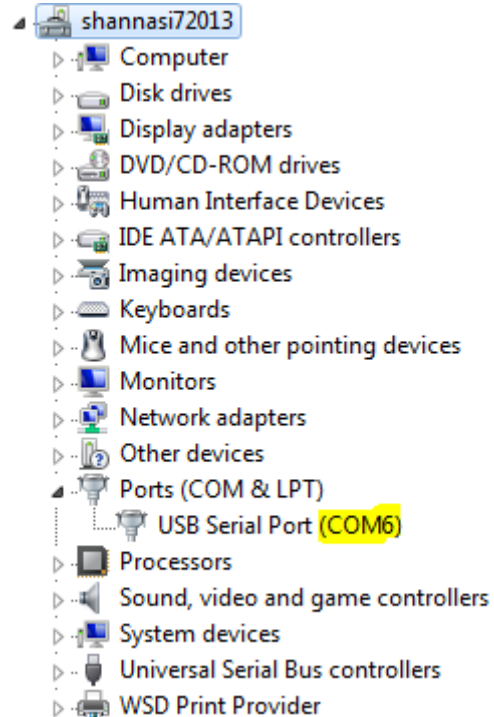 shannasi72013
Computer
Disk drives
Display adapters
DVD/CD-ROM drives
Human Interface Devices
IDE ATA/ATAPI controllers
Imaging devices
Keyboards
Mice and other pointing devices
Monitors
Network adapters
Other devices
Ports (COM & LPT)
USB Serial Port (COM6)
Processors
Sound, video and game controllers
System devices
Universal Serial Bus controllers
WSD Print Provider